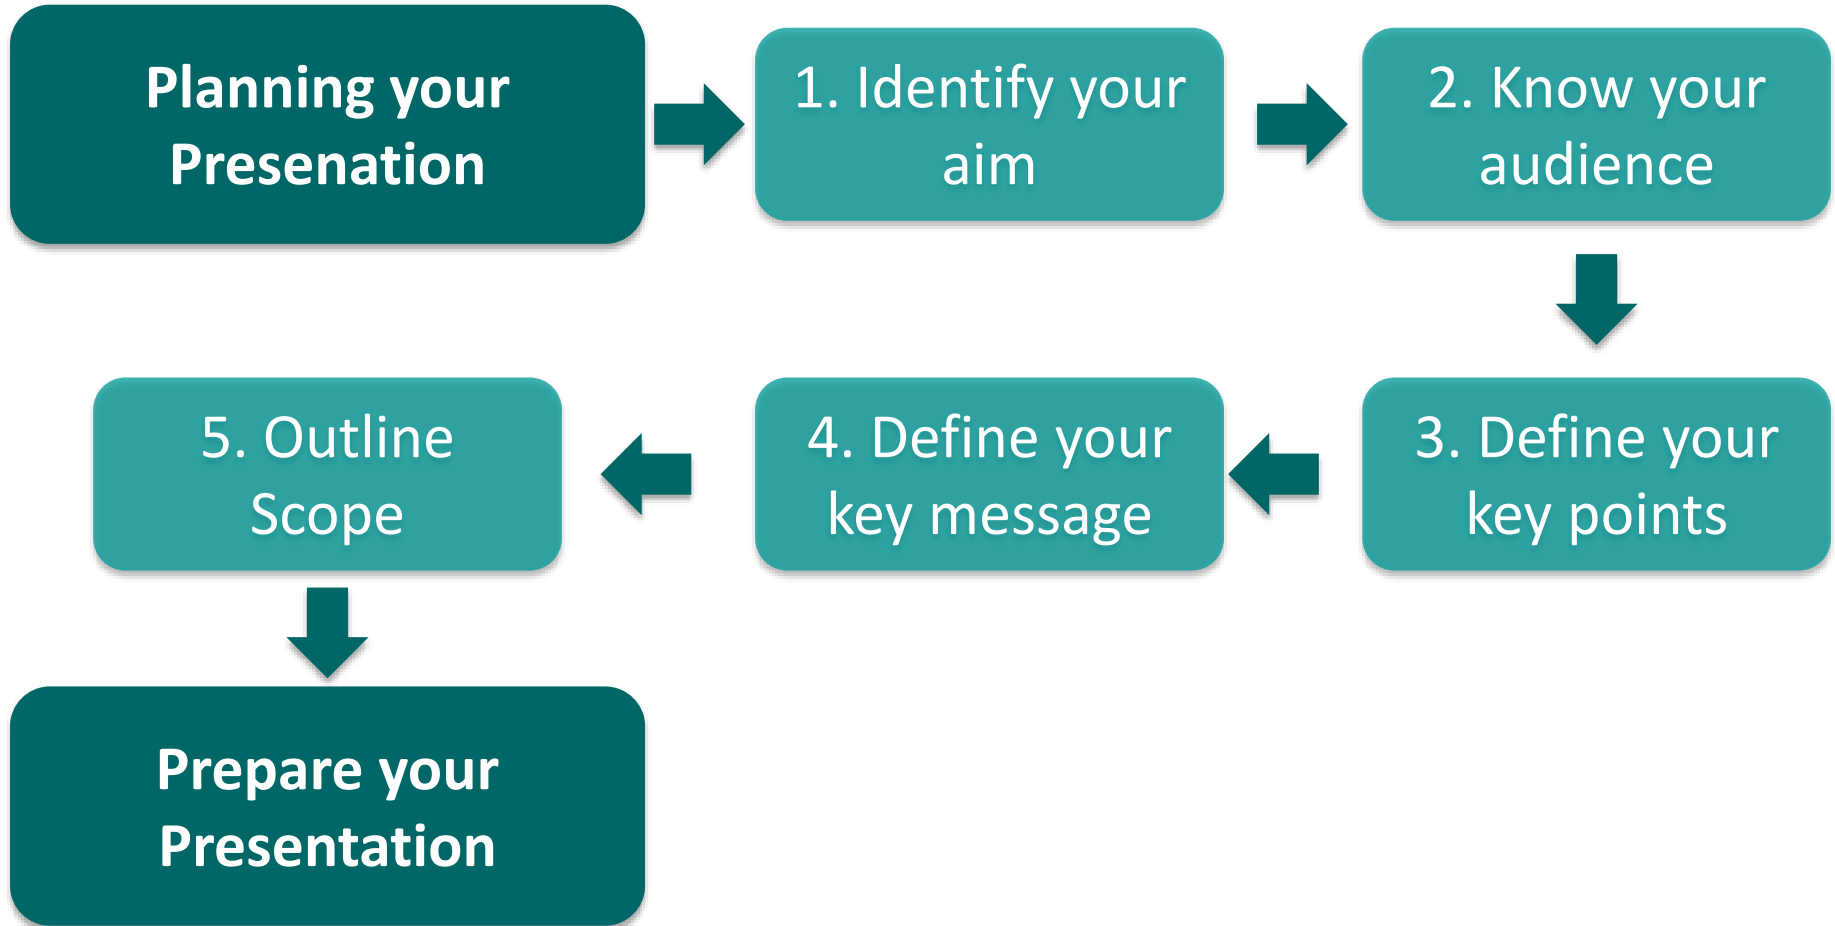 Planning your
Presenation
1. Identify your
aim
2. Know your
audience
3. Define your
key points
4. Define your
key message
5. Outline
Scope
Prepare your
Presentation